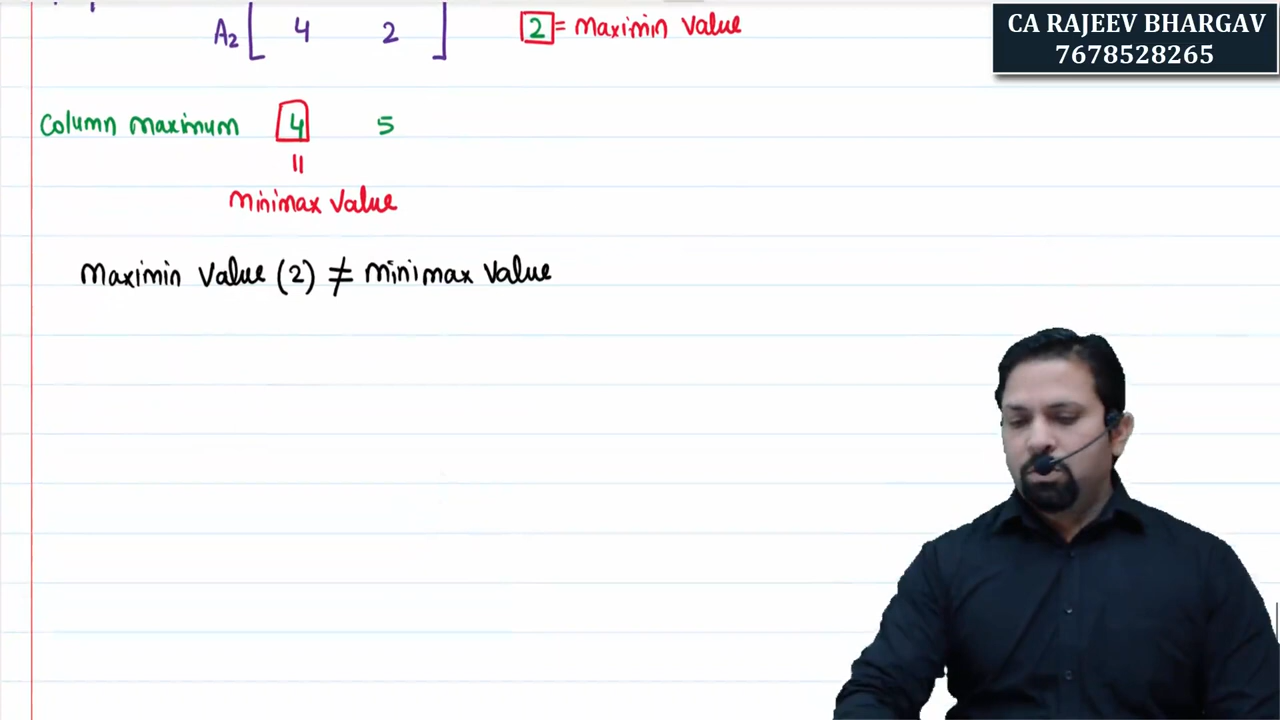 A2 [ 4 2 ] 2 = Maximin Value
CA RAJEEV BHARGAV
7678528265
Column maximum 4 5
=
Minimax Value
Maximin Value (2) ≠ Minimax Value